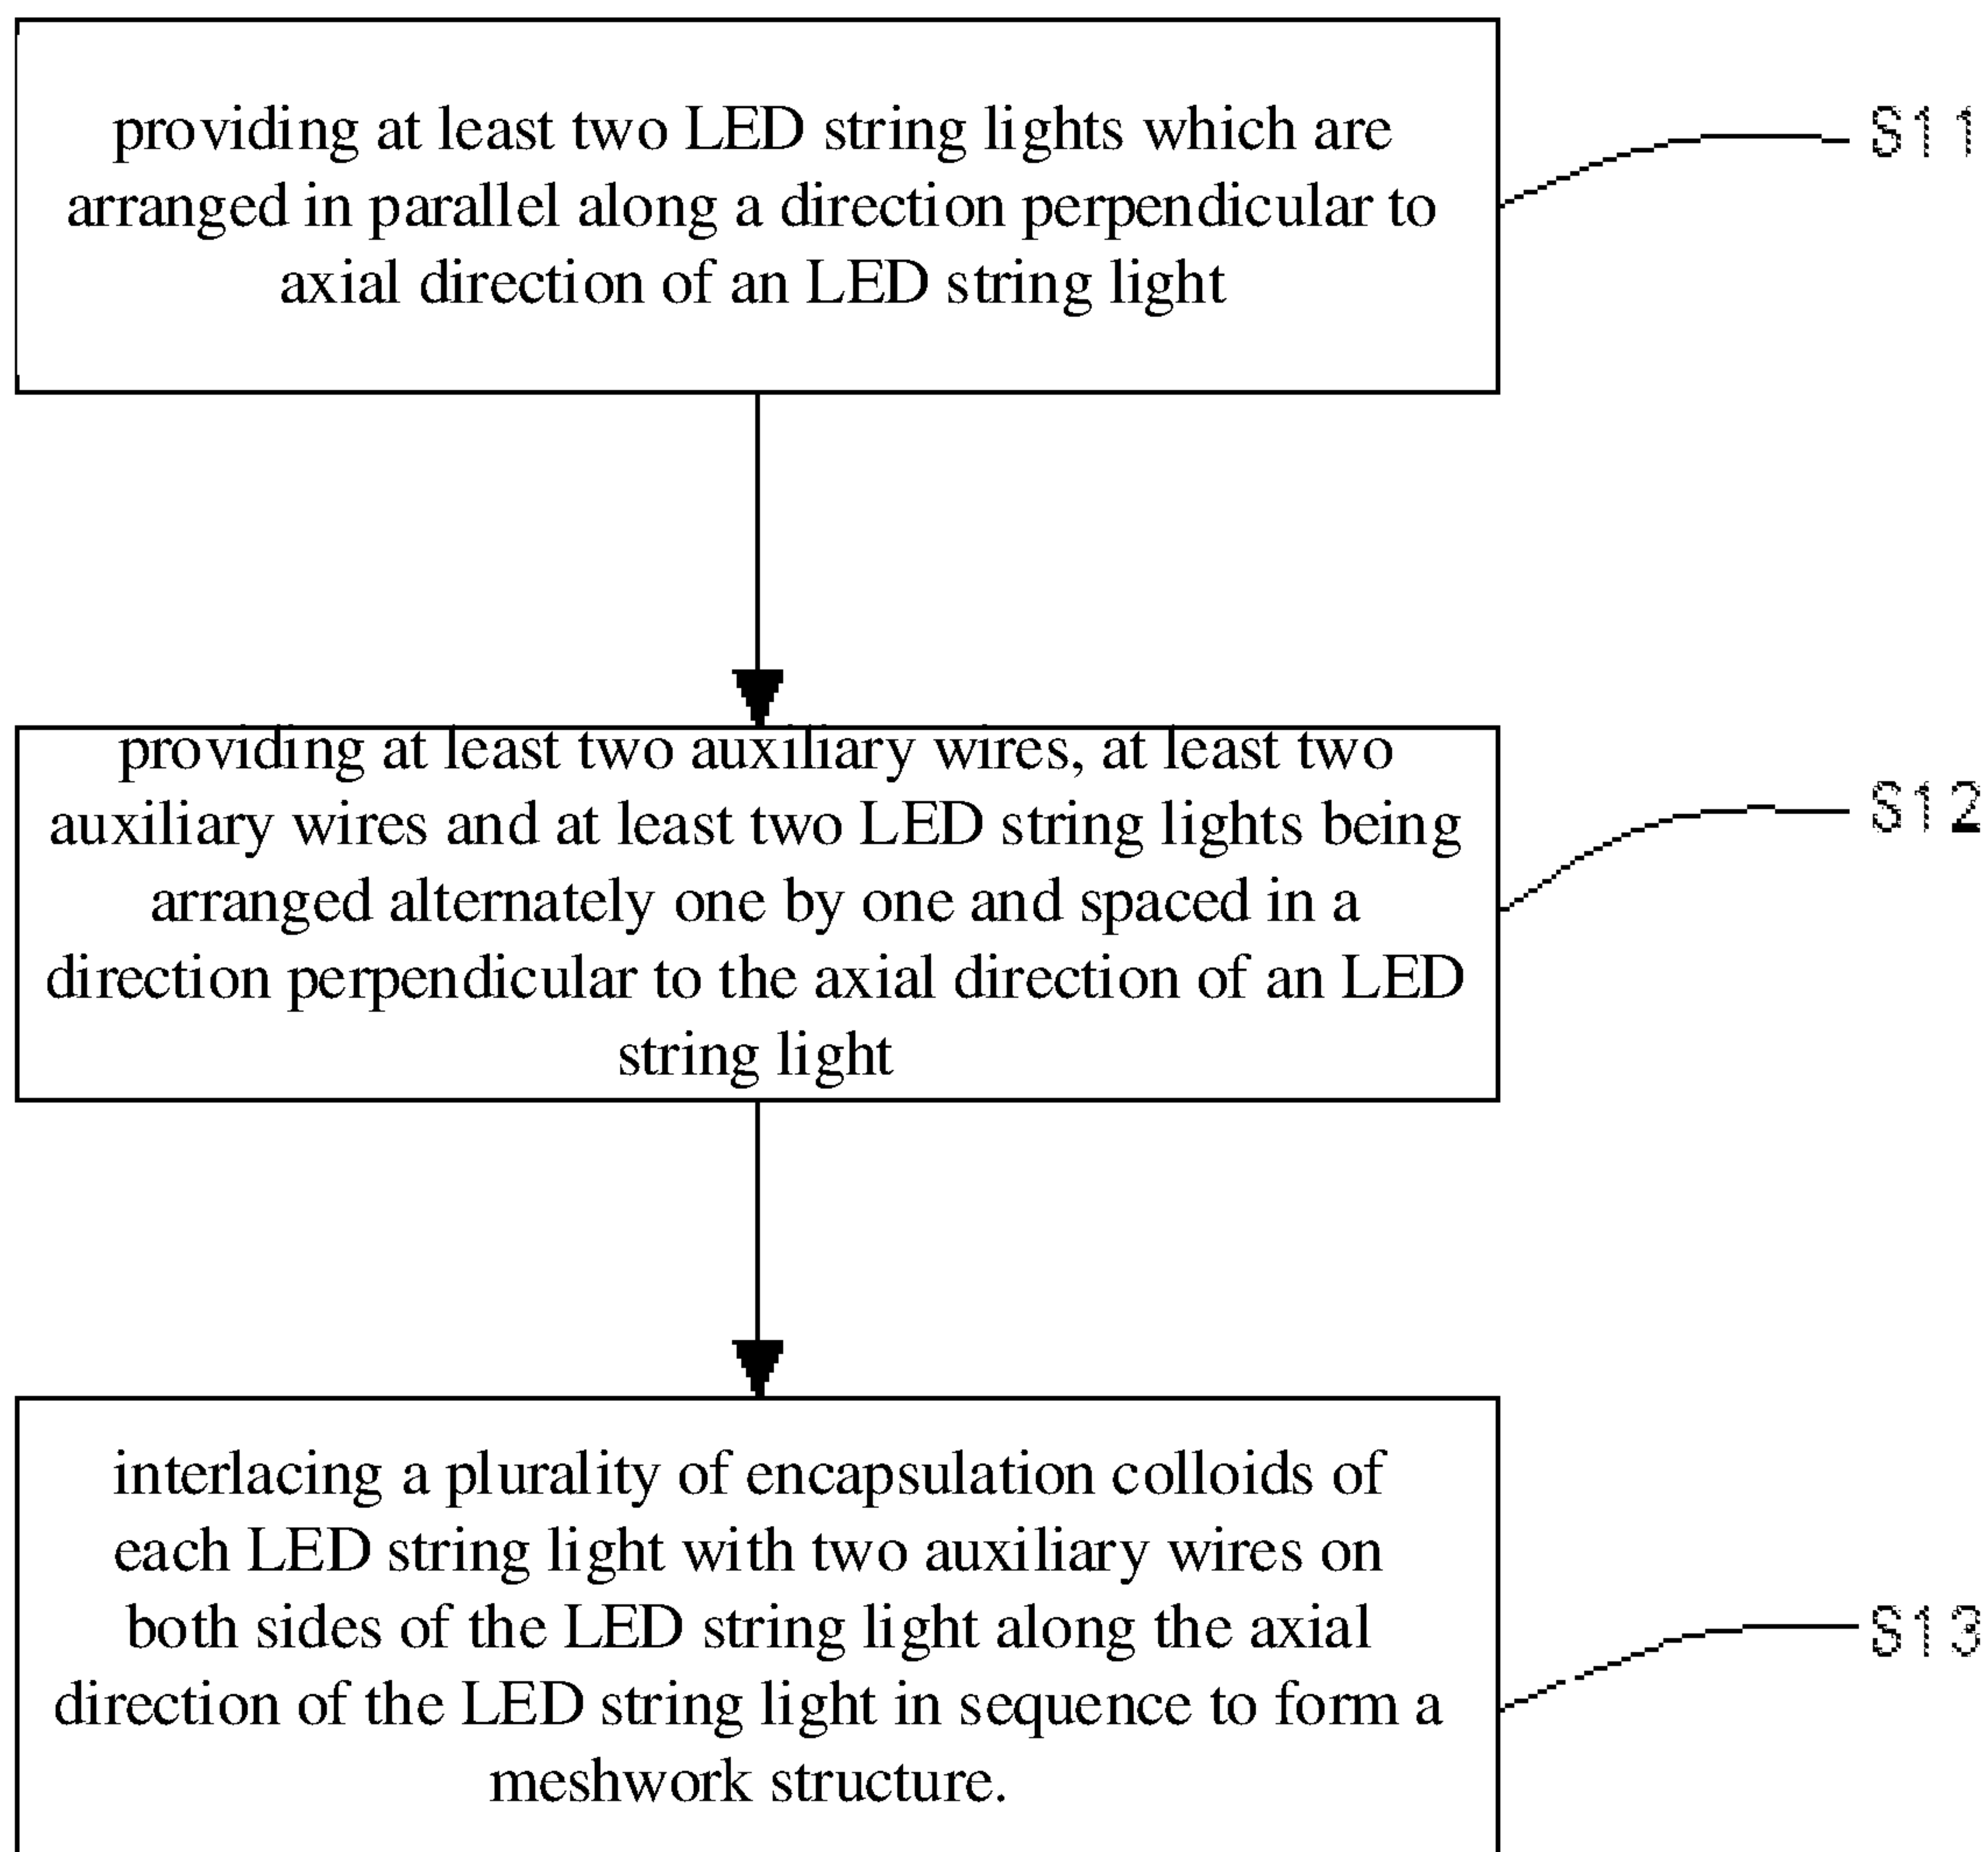 providing at least two LED string lights which are
arranged in parallel along a direction perpendicular to
axial direction of an LED string light
S11
providing at least two auxiliary wires, at least two
auxiliary wires and at least two LED string lights being
arranged alternately one by one and spaced in a
direction perpendicular to the axial direction of an LED
string light
S12
interlacing a plurality of encapsulation colloids of
each LED string light with two auxiliary wires on
both sides of the LED string light along the axial
direction of the LED string light in sequence to form a
meshwork structure.
S13